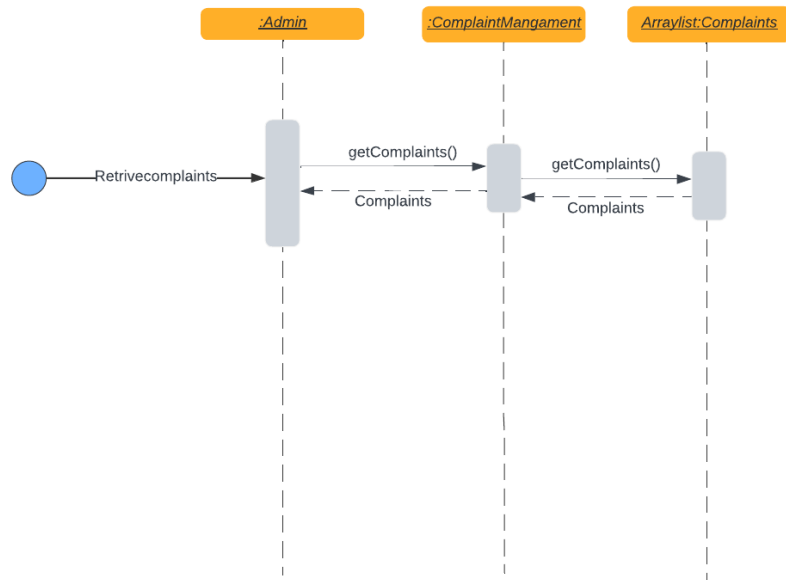 :Admin
:ComplaintMangament
Arraylist:Complaints
getComplaints()
getComplaints()
Retrivecomplaints
Complaints
Complaints